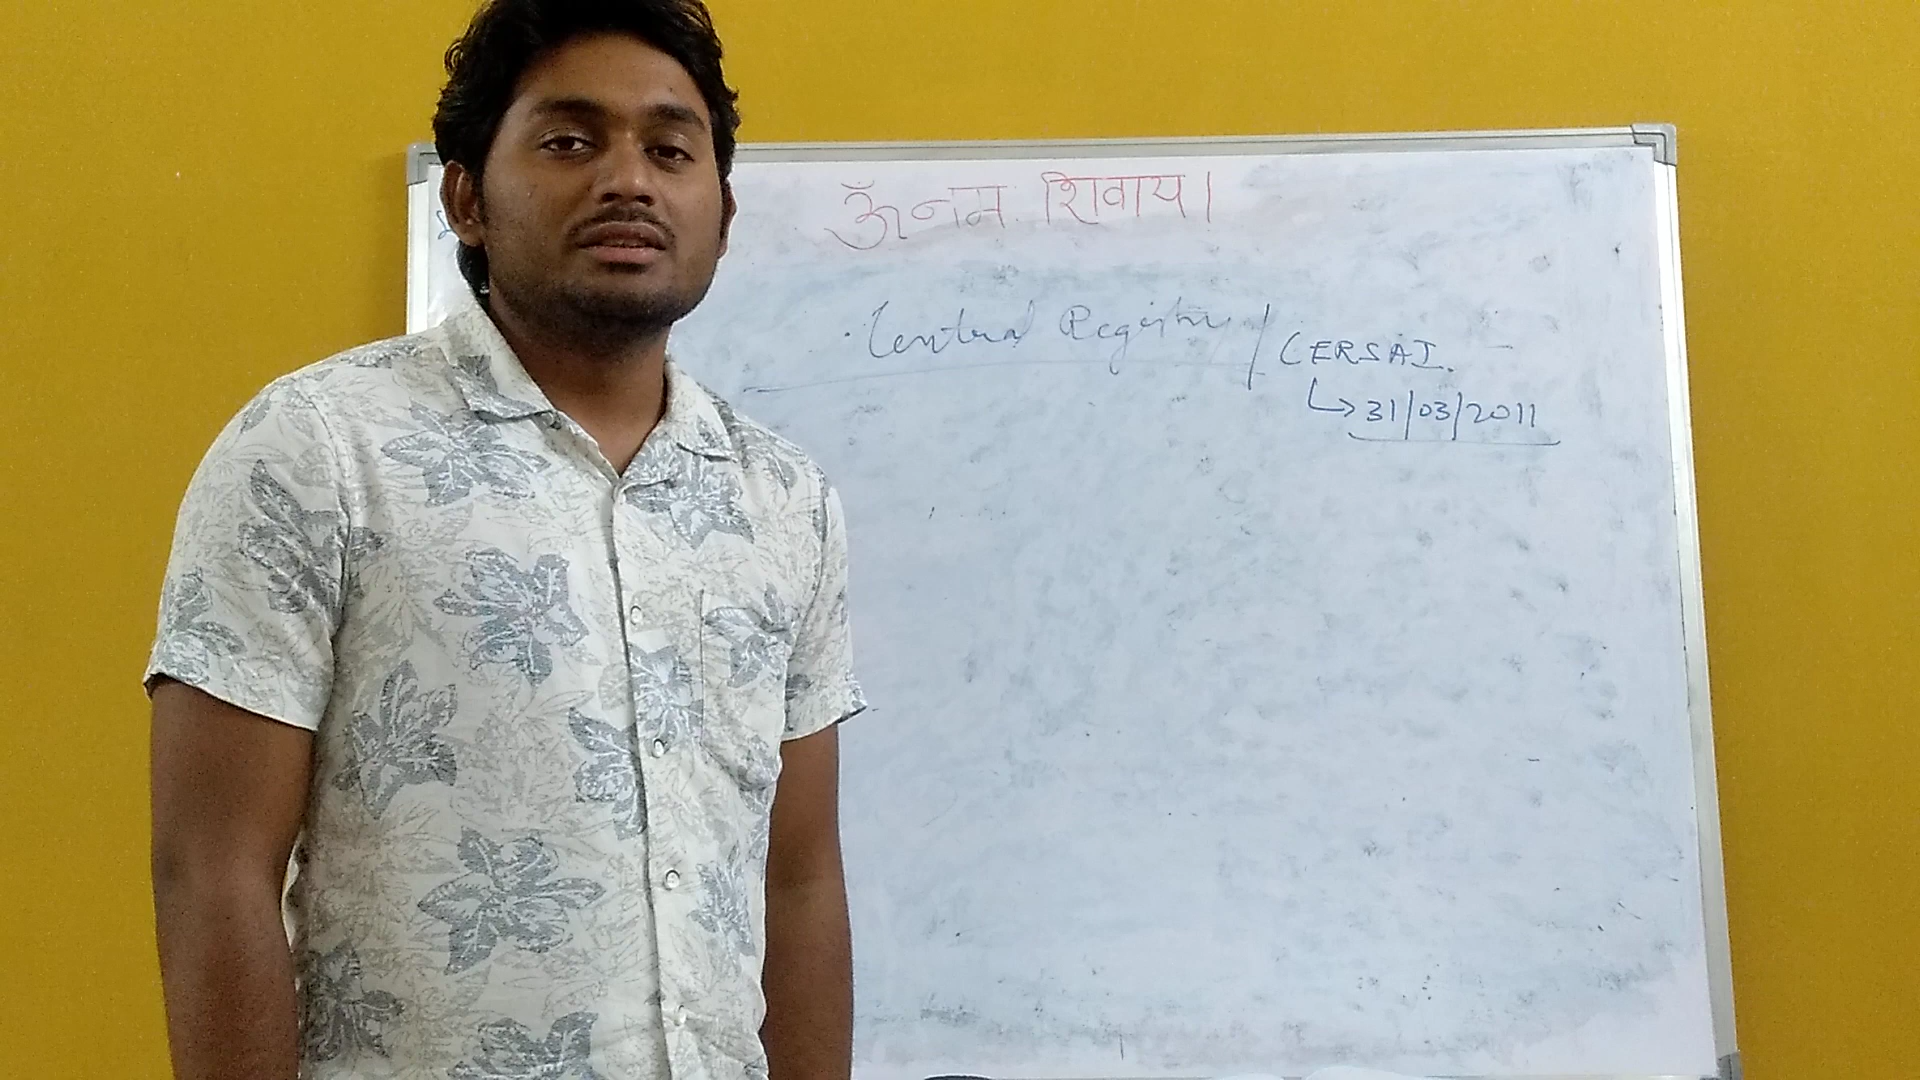 ॐ नमः शिवाय।
Central Registry / CERSAI.
↳ 31/03/2011